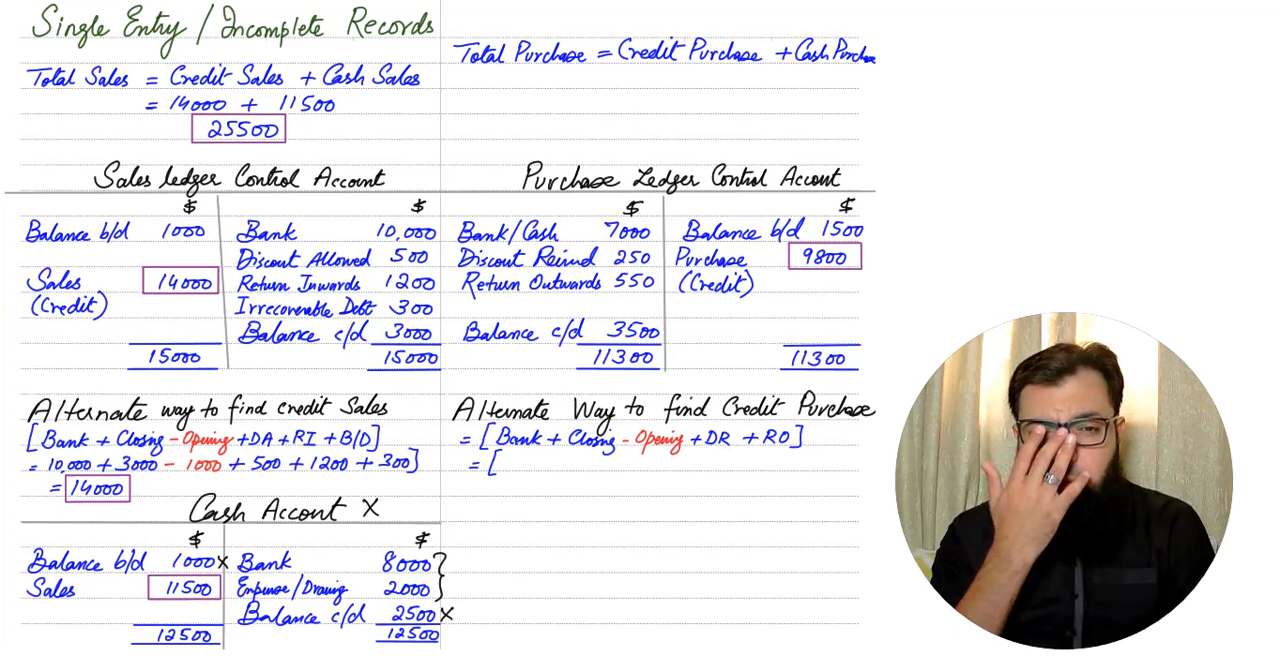 Single Entry / Incomplete Records
Total Sales = Credit Sales + Cash Sales
= 14000 + 11500
25500
Total Purchase = Credit Purchase + Cash Purchase
Sales ledger Control Account
$ $
Balance b/d 1000 Bank 10,000
Discout Allowed 500
Sales 14000 Return Inwards 1200
(Credit) Irrecoverable Debt 300
Balance c/d 3000
15000 15000
Purchase Ledger Control Accout
$ $
Bank/Cash 7000 Balance b/d 1500
Discout Reived 250 Purchase 9800
Return Outwards 550 (Credit)
Balance c/d 3500
11300 11300
Alternate way to find credit Sales
[Bank + Closing - Opening + DA + RI + B/D]
= 10,000 + 3000 - 1000 + 500 + 1200 + 300]
= 14000
Alternate Way to find Credit Purchase
= [Bank + Closing - Opening + DR + RO]
= [
Cash Accout X
$ $
Balance b/d 1000 X Bank 8000 }
Sales 11500 Expense/Drawing 2000
Balance c/d 2500 X
12500 12500